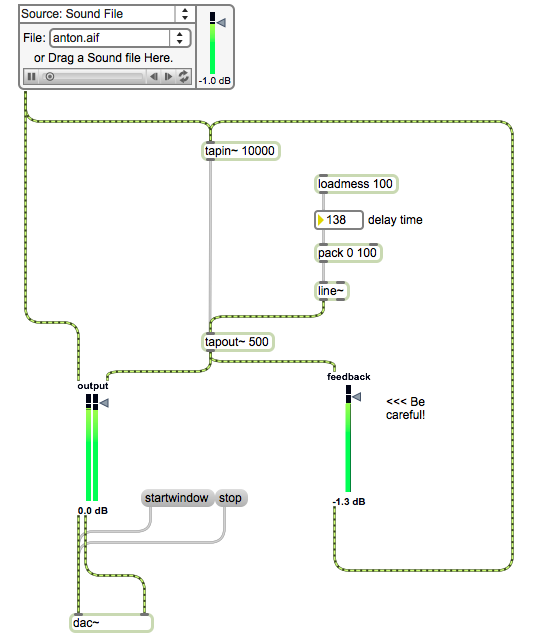 Source: Sound File
File: anton.aif
or Drag a Sound file Here.
-1.0 dB
tapin~ 10000
loadmess 100
138 delay time
pack 0 100
line~
tapout~ 500
output
feedback
<<< Be
careful!
startwindow stop
-1.3 dB
0.0 dB
dac~